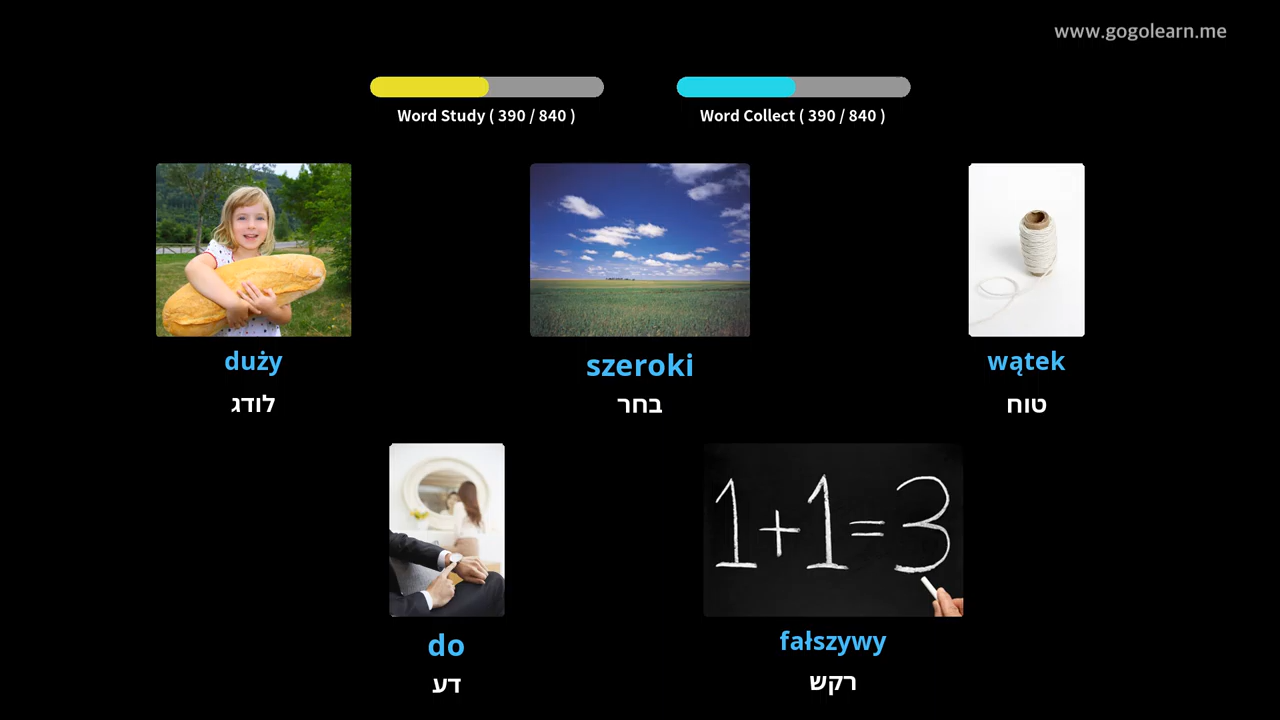 www.gogolearn.me
Word Study ( 390 / 840 )
Word Collect ( 390 / 840 )
duży
לודג
szeroki
בחר
wątek
טוח
1+1=3
do
דע
fałszywy
רקש